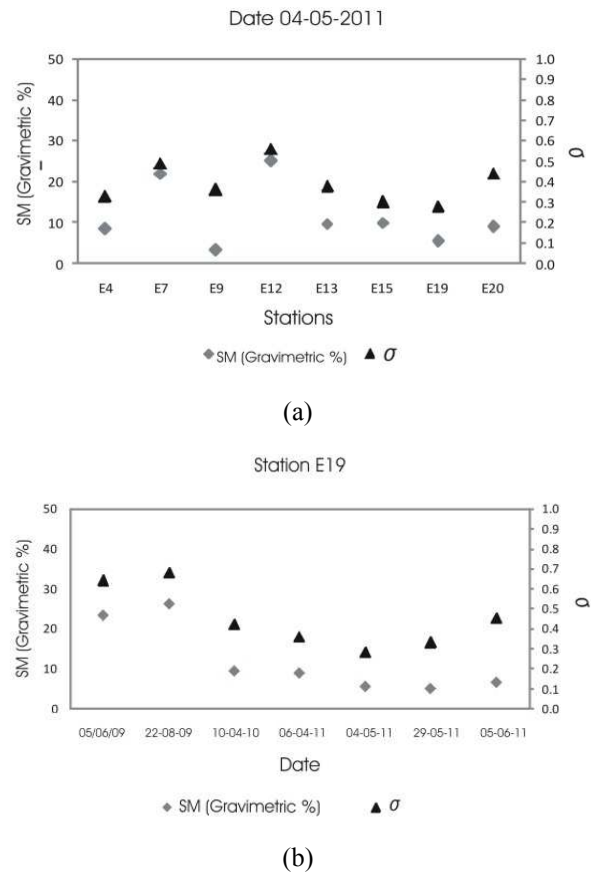 Date 04-05-2011
SM (Gravimetric %)
50
40
30
20
10
0
1.0
0.9
0.8
0.7
0.6
0.5
0.4
0.3
0.2
0.1
0.0
σ
E4 E7 E9 E12 E13 E15 E19 E20
Stations
SM (Gravimetric %) σ
(a)
Station E19
SM (Gravimetric %)
50
40
30
20
10
0
1.0
0.9
0.8
0.7
0.6
0.5
0.4
0.3
0.2
0.1
0.0
σ
05/06/09 22-08-09 10-04-10 06-04-11 04-05-11 29-05-11 05-06-11
Date
SM (Gravimetric %) σ
(b)